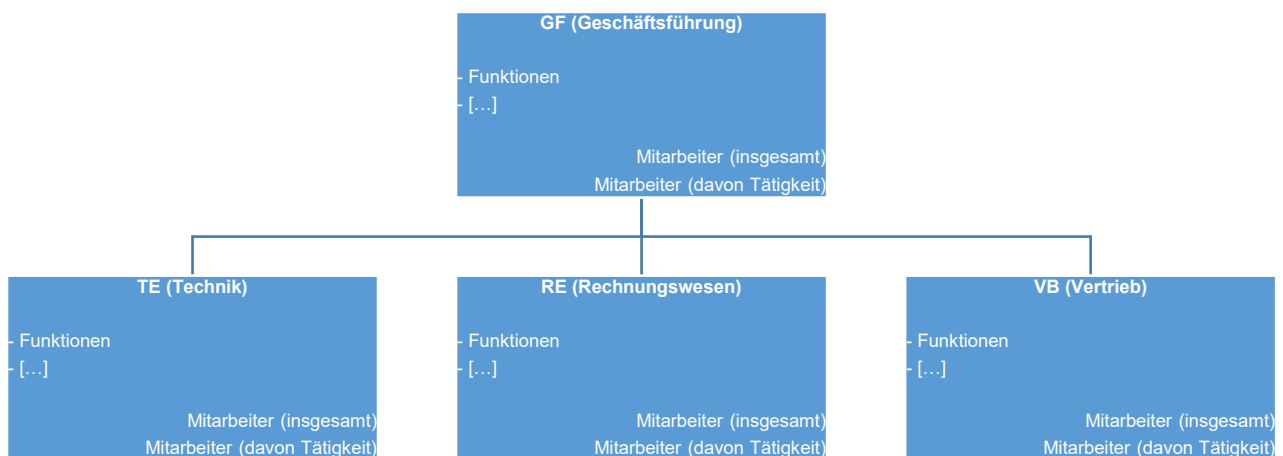 GF (Geschäftsführung)
- Funktionen
- […]
Mitarbeiter (insgesamt)
Mitarbeiter (davon Tätigkeit)
TE (Technik)
- Funktionen
- […]
Mitarbeiter (insgesamt)
Mitarbeiter (davon Tätigkeit)
RE (Rechnungswesen)
- Funktionen
- […]
Mitarbeiter (insgesamt)
Mitarbeiter (davon Tätigkeit)
VB (Vertrieb)
- Funktionen
- […]
Mitarbeiter (insgesamt)
Mitarbeiter (davon Tätigkeit)